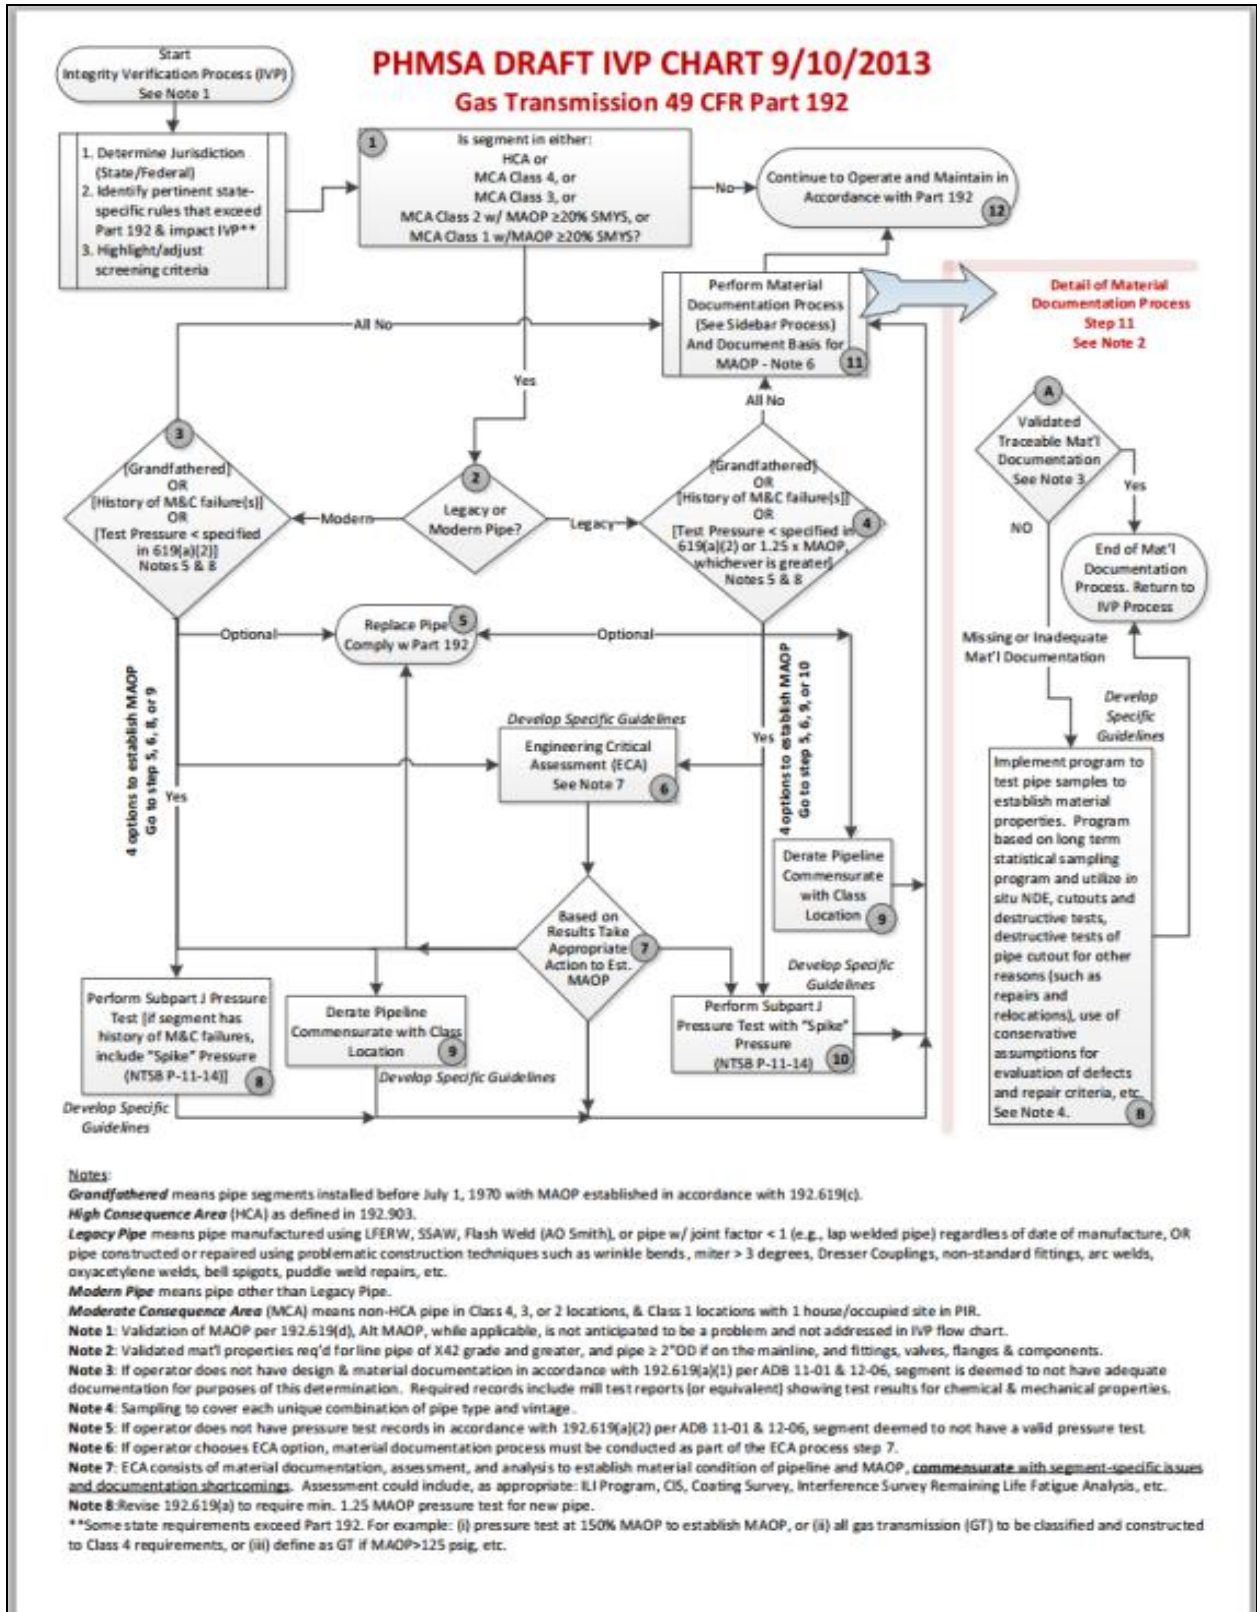 PHMSA DRAFT IVP CHART 9/10/2013
Gas Transmission 49 CFR Part 192
Start
Integrity Verification Process (IVP)
See Note 1
1. Determine Jurisdiction
(State/Federal)
2. Identify pertinent state-
specific rules that exceed
Part 192 & impact IVP**
3. Highlight/adjust
screening criteria
1
Is segment in either:
HCA or
MCA Class 4, or
MCA Class 3, or
MCA Class 2 w/ MAOP ≥20% SMYS, or
MCA Class 1 w/MAOP ≥20% SMYS?
No
Continue to Operate and Maintain in
Accordance with Part 192
12
Yes
All No
Perform Material
Documentation Process
(See Sidebar Process)
And Document Basis for
MAOP - Note 6
11
All No
Detail of Material
Documentation Process
Step 11
See Note 2
3
[Grandfathered]
OR
[History of M&C failure(s)]
OR
[Test Pressure < specified
in 619(a)(2)]
Notes 5 & 8
Modern
2
Legacy or
Modern Pipe?
Legacy
[Grandfathered]
OR
[History of M&C failure(s)]
OR
[Test Pressure < specified in
619(a)(2) or 1.25 x MAOP,
whichever is greater]
Notes 5 & 8
4
A
Validated
Traceable Mat'l
Documentation
See Note 3
Yes
NO
End of Mat'l
Documentation
Process. Return to
IVP Process
Missing or Inadequate
Mat'l Documentation
Develop
Specific
Guidelines
Implement program to
test pipe samples to
establish material
properties. Program
based on long term
statistical sampling
program and utilize in
situ NDE, cutouts and
destructive tests,
destructive tests of
pipe cutout for other
reasons (such as
repairs and
relocations), use of
conservative
assumptions for
evaluation of defects
and repair criteria, etc.
See Note 4.
B
Optional
Replace Pipe
Comply w Part 192
5
Optional
4 options to establish MAOP
Go to step 5, 6, 8, or 9
Yes
Develop Specific Guidelines
Engineering Critical
Assessment (ECA)
See Note 7
6
Yes
4 options to establish MAOP
Go to step 5, 6, 9, or 10
Derate Pipeline
Commensurate
with Class
Location
9
Based on
Results Take
Appropriate
Action to Est.
MAOP
7
Develop Specific
Guidelines
Perform Subpart J Pressure
Test [if segment has
history of M&C failures,
include "Spike" Pressure
(NTSB P-11-14)]
8
Develop Specific
Guidelines
Derate Pipeline
Commensurate with Class
Location
9
Develop Specific Guidelines
Perform Subpart J
Pressure Test with "Spike"
Pressure
(NTSB P-11-14)
10
Notes:
Grandfathered means pipe segments installed before July 1, 1970 with MAOP established in accordance with 192.619(c).
High Consequence Area (HCA) as defined in 192.903.
Legacy Pipe means pipe manufactured using LFERW, SSAW, Flash Weld (AO Smith), or pipe w/ joint factor < 1 (e.g., lap welded pipe) regardless of date of manufacture, OR
pipe constructed or repaired using problematic construction techniques such as wrinkle bends, miter > 3 degrees, Dresser Couplings, non-standard fittings, arc welds,
oxyacetylene welds, bell spigots, puddle weld repairs, etc.
Modern Pipe means pipe other than Legacy Pipe.
Moderate Consequence Area (MCA) means non-HCA pipe in Class 4, 3, or 2 locations, & Class 1 locations with 1 house/occupied site in PIR.
Note 1: Validation of MAOP per 192.619(d), Alt MAOP, while applicable, is not anticipated to be a problem and not addressed in IVP flow chart.
Note 2: Validated mat'l properties req'd for line pipe of X42 grade and greater, and pipe ≥ 2"OD if on the mainline, and fittings, valves, flanges & components.
Note 3: If operator does not have design & material documentation in accordance with 192.619(a)(1) per ADB 11-01 & 12-06, segment is deemed to not have adequate
documentation for purposes of this determination. Required records include mill test reports (or equivalent) showing test results for chemical & mechanical properties.
Note 4: Sampling to cover each unique combination of pipe type and vintage.
Note 5: If operator does not have pressure test records in accordance with 192.619(a)(2) per ADB 11-01 & 12-06, segment deemed to not have a valid pressure test.
Note 6: If operator chooses ECA option, material documentation process must be conducted as part of the ECA process step 7.
Note 7: ECA consists of material documentation, assessment, and analysis to establish material condition of pipeline and MAOP, commensurate with segment-specific issues
and documentation shortcomings. Assessment could include, as appropriate: ILI Program, CIS, Coating Survey, Interference Survey Remaining Life Fatigue Analysis, etc.
Note 8:Revise 192.619(a) to require min. 1.25 MAOP pressure test for new pipe.
**Some state requirements exceed Part 192. For example: (i) pressure test at 150% MAOP to establish MAOP, or (ii) all gas transmission (GT) to be classified and constructed
to Class 4 requirements, or (iii) define as GT if MAOP>125 psig, etc.